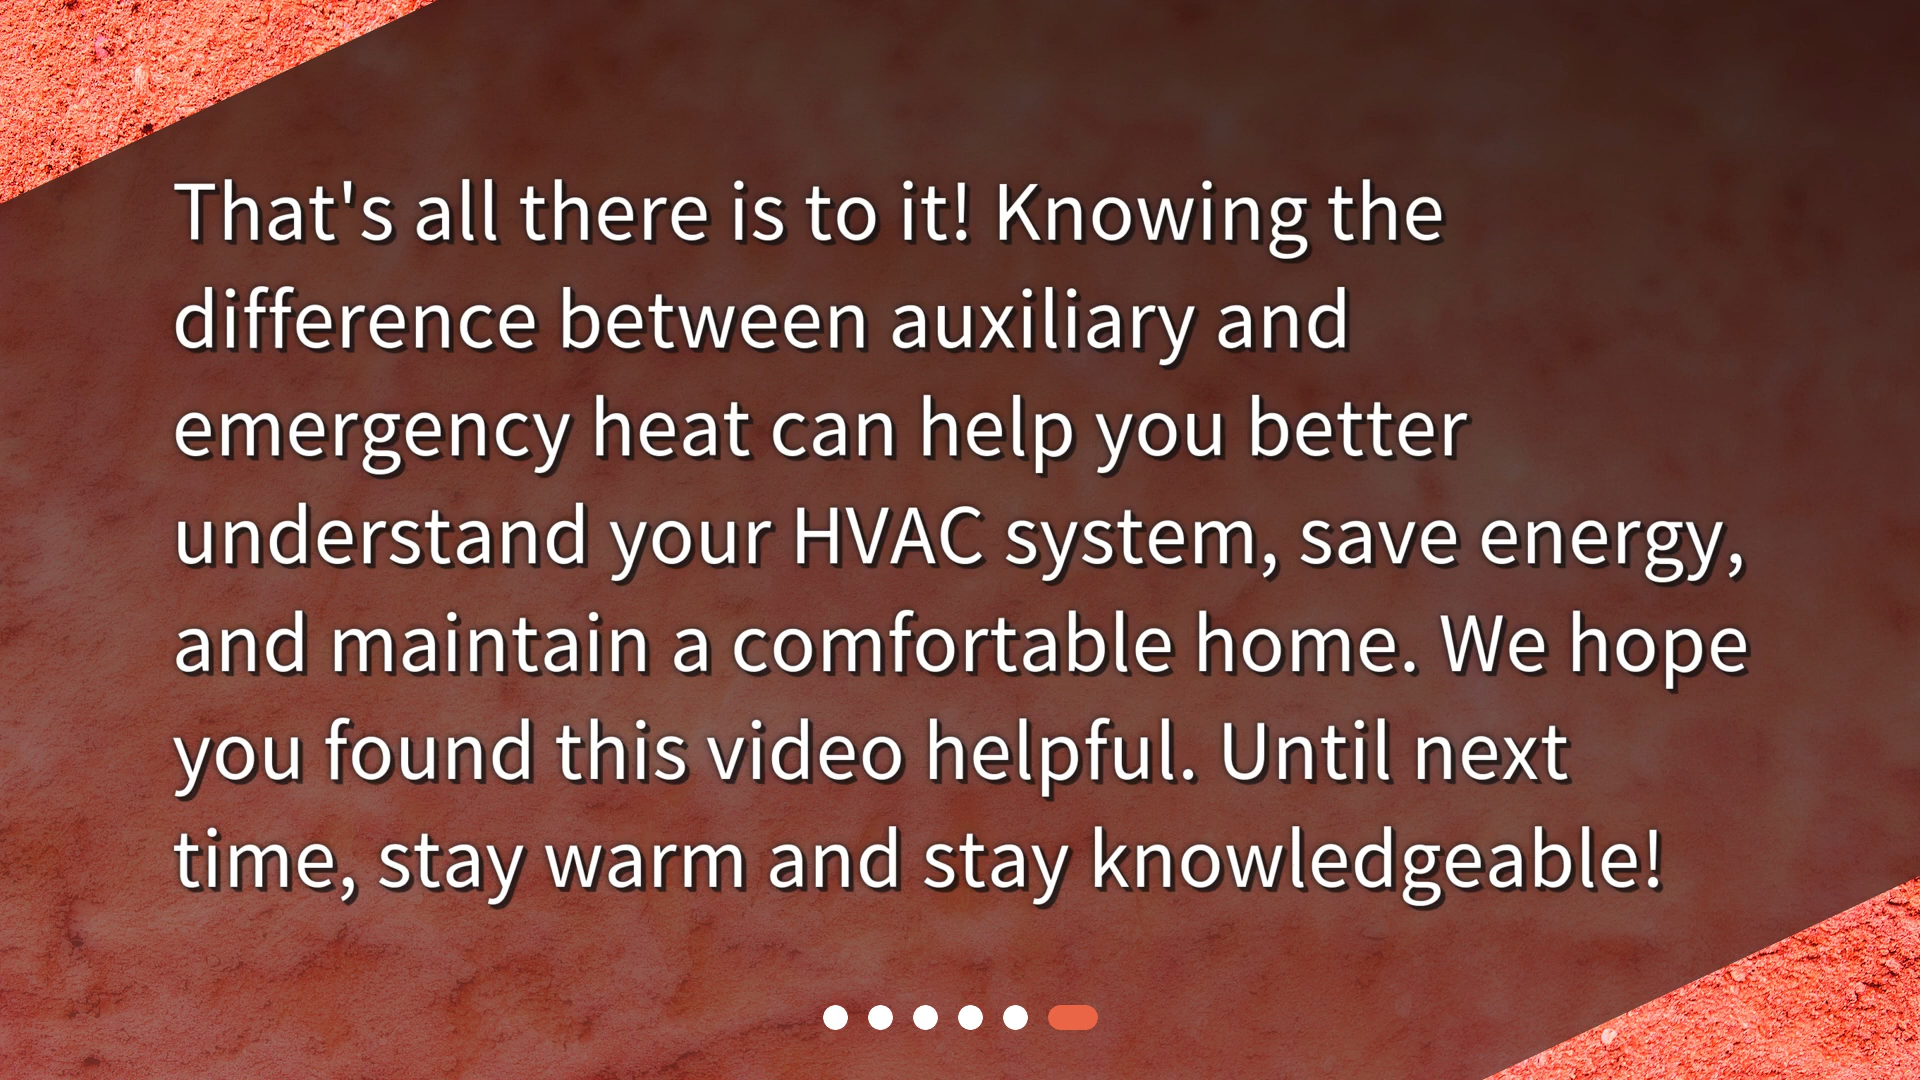 That's all there is to it! Knowing the
difference between auxiliary and
emergency heat can help you better
understand your HVAC system, save energy,
and maintain a comfortable home. We hope
you found this video helpful. Until next
time, stay warm and stay knowledgeable!